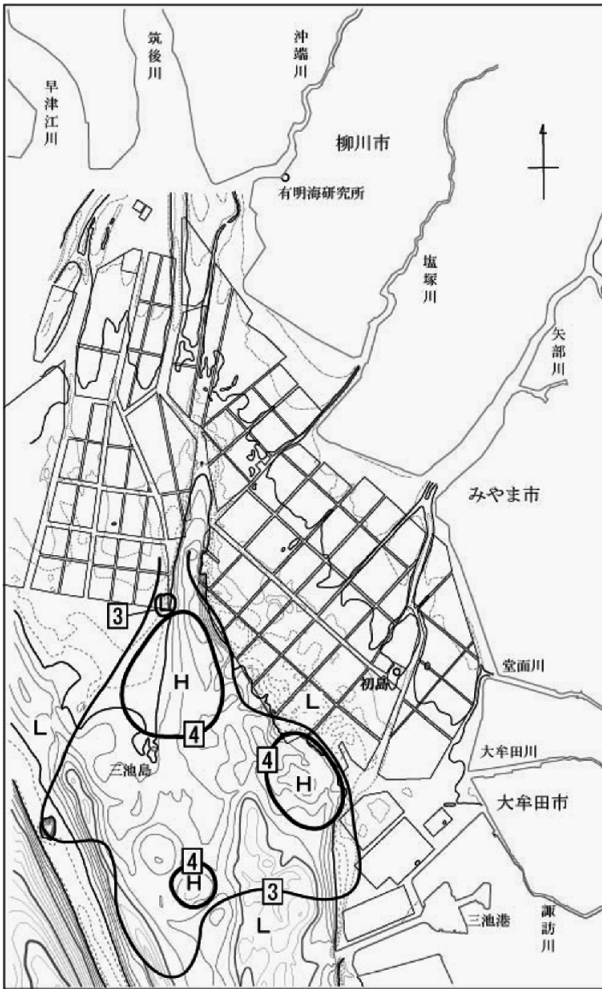 早津江川
筑後川
沖端川
柳川市
有明海研究所
塩塚川
矢部川
みやま市
3
L
H
L
初島
堂面川
4
L
三池島
4
H
大牟田川
大牟田市
4
H
3
L
三池港
諏訪川